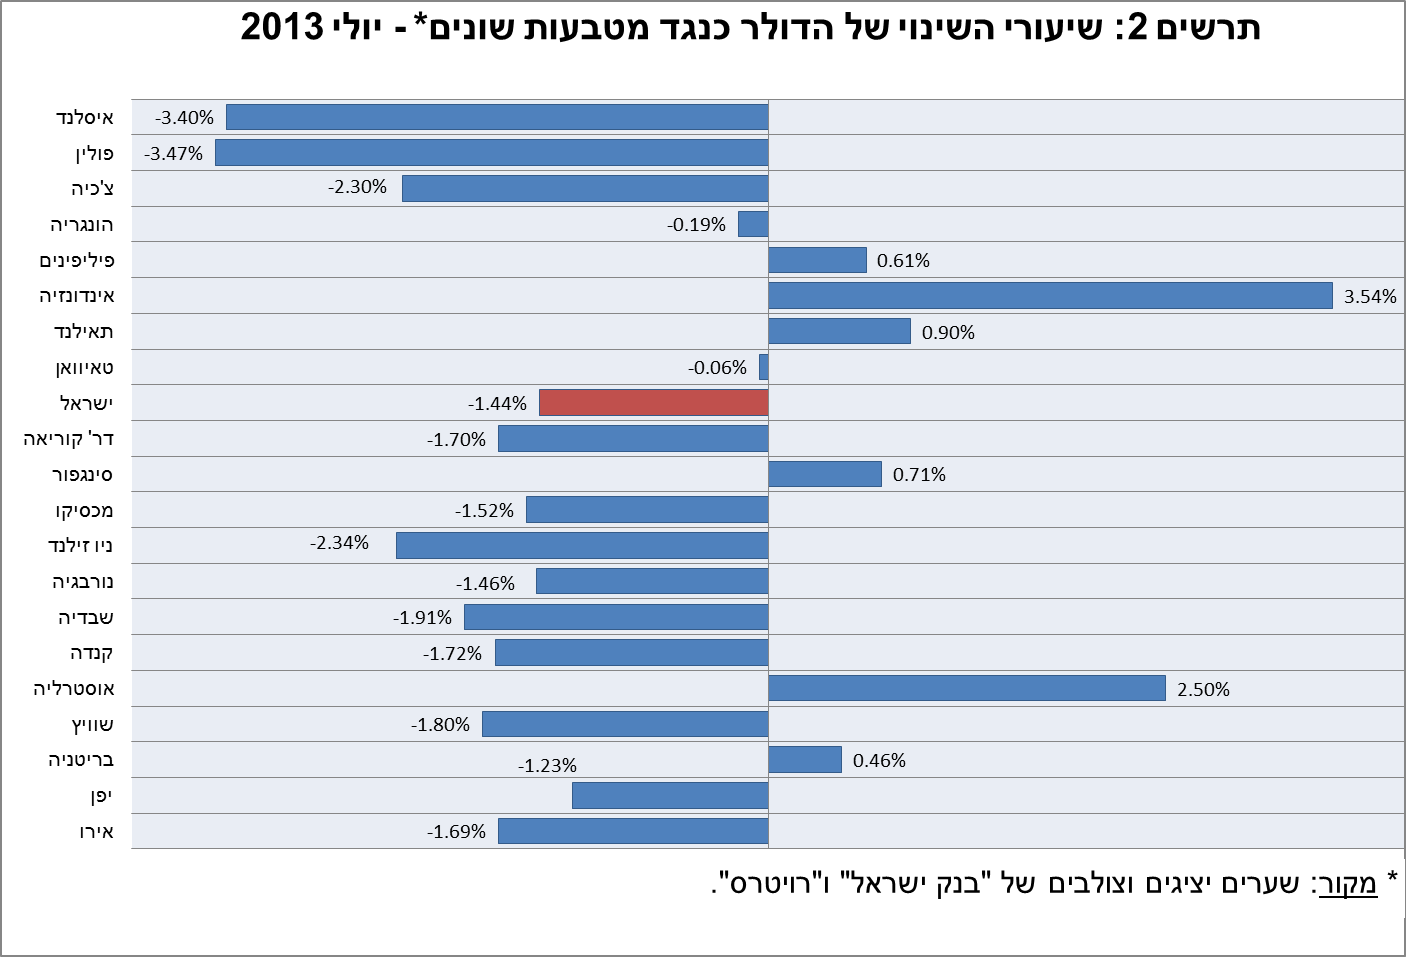 תרשים 2: שיעורי השינוי של הדולר כנגד מטבעות שונים* - יולי 2013
איסלנד -3.40%
פולין -3.47%
צ'כיה -2.30%
הונגריה -0.19%
פיליפינים 0.61%
אינדונזיה 3.54%
תאילנד 0.90%
טאיוואן -0.06%
ישראל -1.44%
דר' קוריאה -1.70%
סינגפור 0.71%
מכסיקו -1.52%
ניו זילנד -2.34%
נורבגיה -1.46%
שבדיה -1.91%
קנדה -1.72%
אוסטרליה 2.50%
שוויץ -1.80%
בריטניה 0.46%
יפן -1.23%
אירו -1.69%
* מקור: שערים יציגים וצולבים של "בנק ישראל" ו"רויטרס".